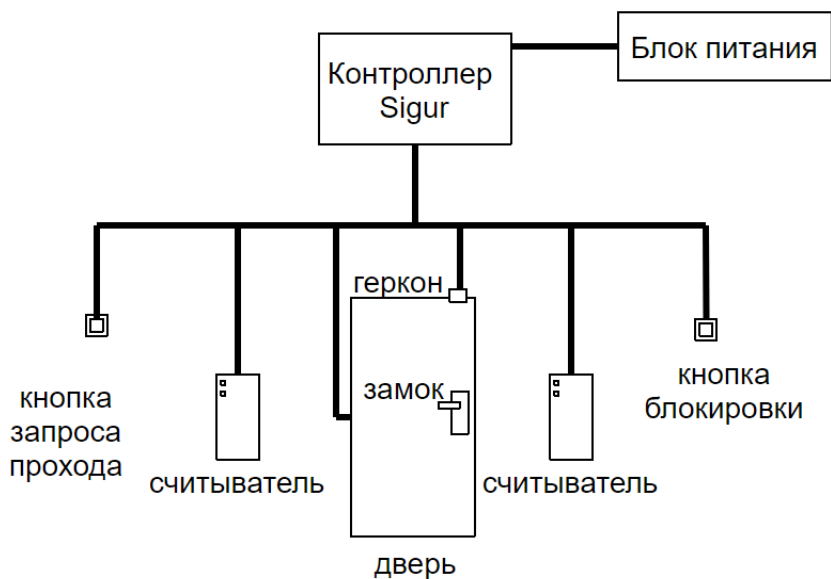 Блок питания
Контроллер
Sigur
геркон
замок
кнопка
запроса
прохода
считыватель
считыватель
кнопка
блокировки
дверь